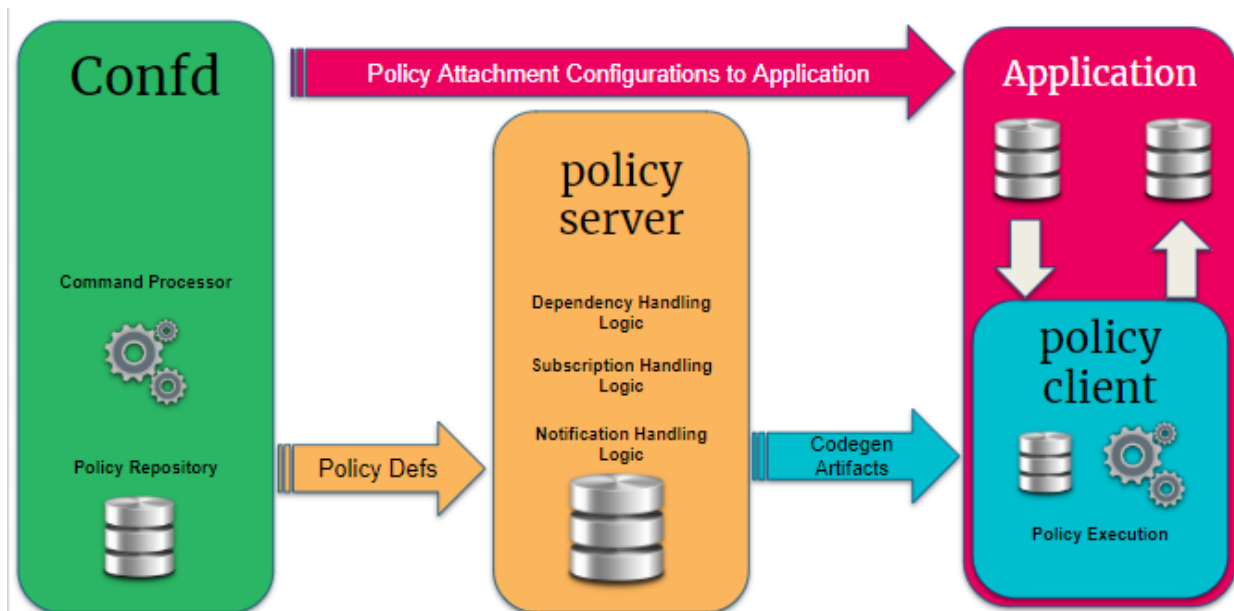 Confd
Command Processor
Policy Repository
Policy Attachment Configurations to Application
Policy Defs
policy
server
Dependency Handling
Logic
Subscription Handling
Logic
Notification Handling
Logic
Codegen
Artifacts
Application
policy
client
Policy Execution